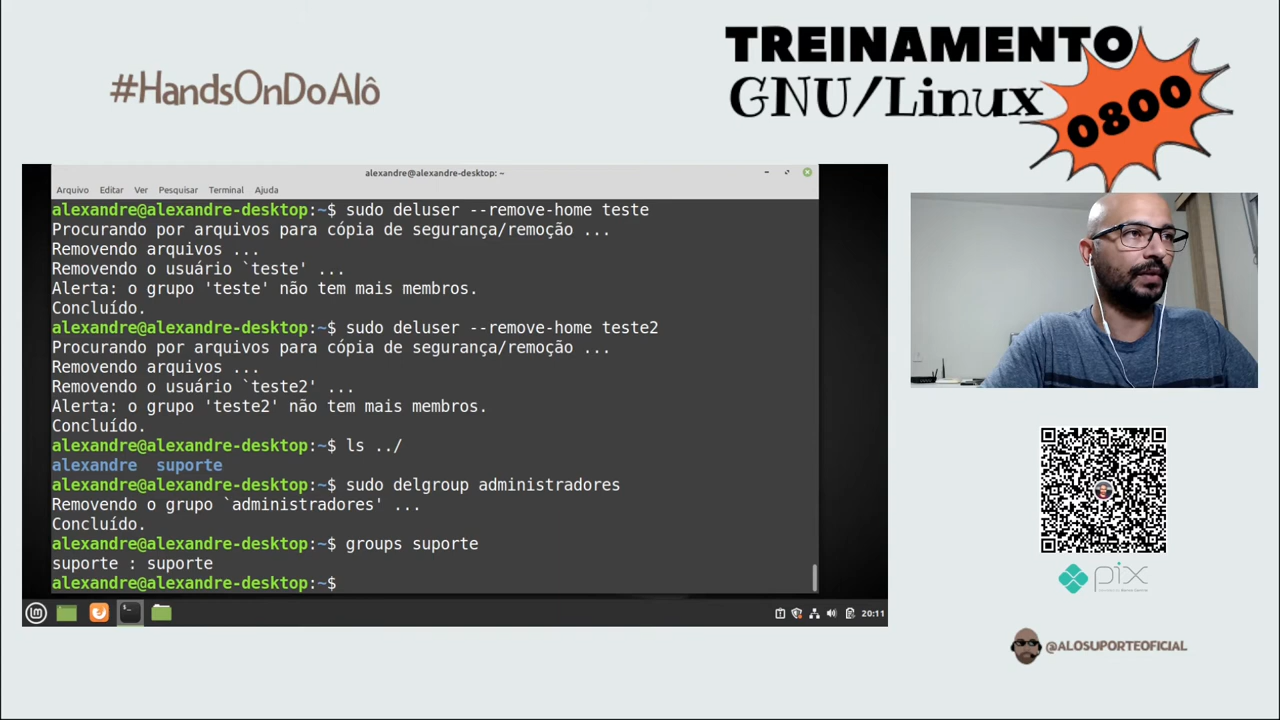 #HandsOnDoAlô
TREINAMENTO
GNU/Linux
0800
alexandre@alexandre-desktop: ~
Arquivo Editar Ver Pesquisar Terminal Ajuda
alexandre@alexandre-desktop:~$ sudo deluser --remove-home teste
Procurando por arquivos para cópia de segurança/remoção ...
Removendo arquivos ...
Removendo o usuário `teste' ...
Alerta: o grupo 'teste' não tem mais membros.
Concluído.
alexandre@alexandre-desktop:~$ sudo deluser --remove-home teste2
Procurando por arquivos para cópia de segurança/remoção ...
Removendo arquivos ...
Removendo o usuário `teste2' ...
Alerta: o grupo 'teste2' não tem mais membros.
Concluído.
alexandre@alexandre-desktop:~$ ls ../
alexandre suporte
alexandre@alexandre-desktop:~$ sudo delgroup administradores
Removendo o grupo `administradores' ...
Concluído.
alexandre@alexandre-desktop:~$ groups suporte
suporte : suporte
alexandre@alexandre-desktop:~$
20:11
pix
@ALOSUPORTEOFICIAL